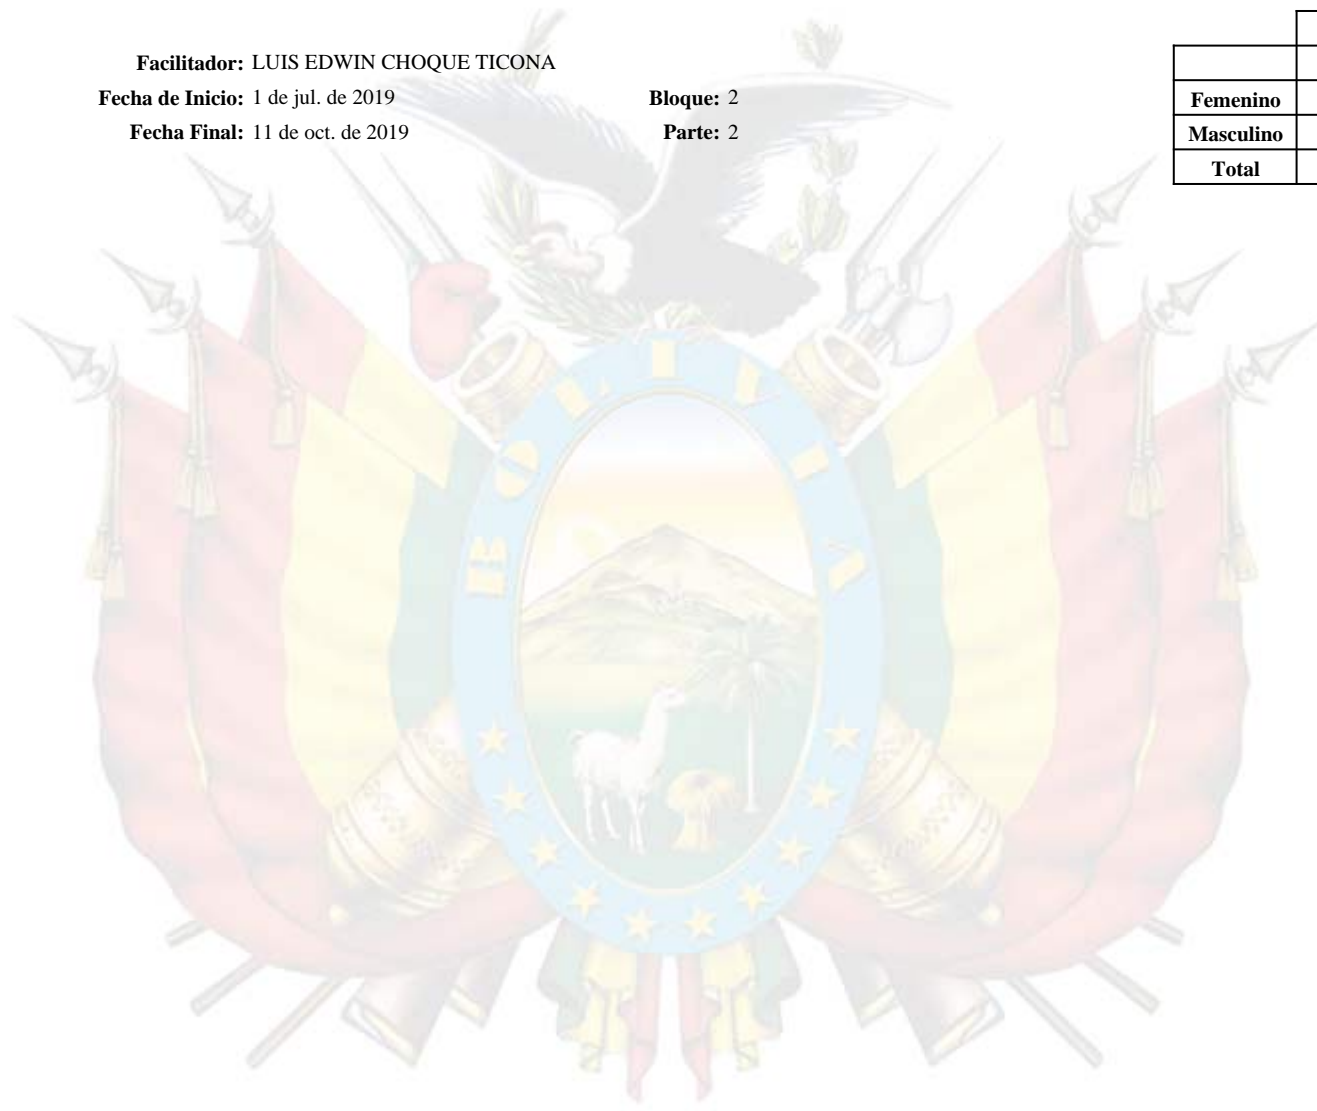 Facilitador: LUIS EDWIN CHOQUE TICONA
Fecha de Inicio: 1 de jul. de 2019 Bloque: 2
Fecha Final: 11 de oct. de 2019 Parte: 2
Femenino
Masculino
Total
BOLIVIA